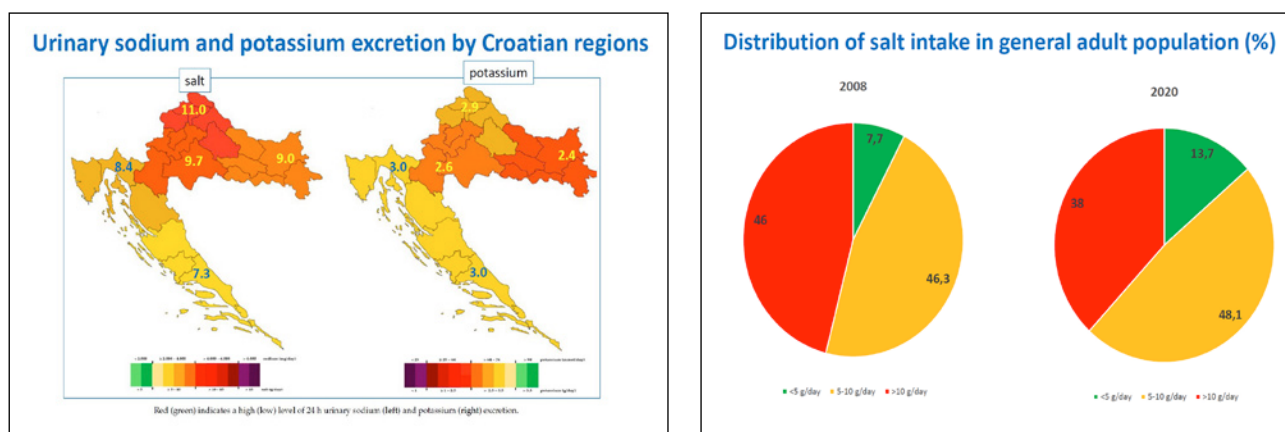 Urinary sodium and potassium excretion by Croatian regions
salt
potassium
11.0
9.7
9.0
8.4
7.3
2.9
2.4
2.6
3.0
3.0
Red (green) indicates a high (low) level of 24 h urinary sodium (left) and potassium (right) excretion.
Distribution of salt intake in general adult population (%)
2008
7,7
46
46,3
<5 g/day 5-10 g/day >10 g/day
2020
13,7
38
48,1
<5 g/day 5-10 g/day >10 g/day